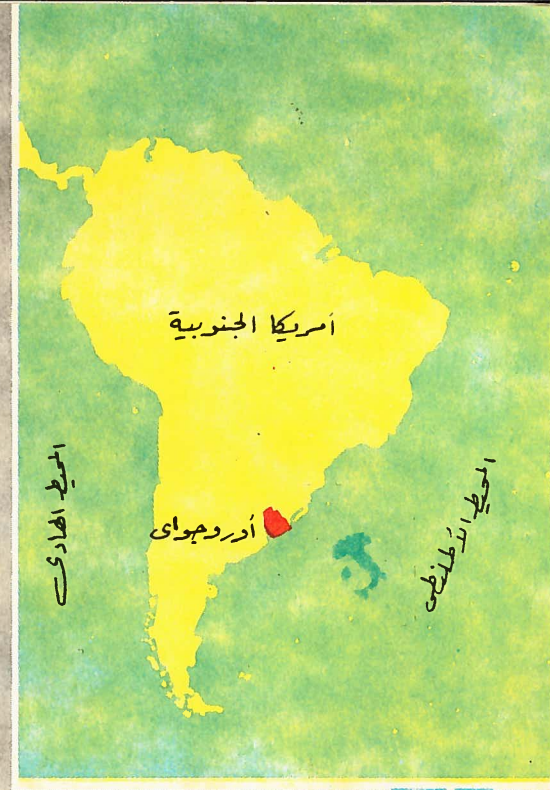 أمريكا الجنوبية
أوروجواى
المحيط الهادى
المحيط الأطلنطى